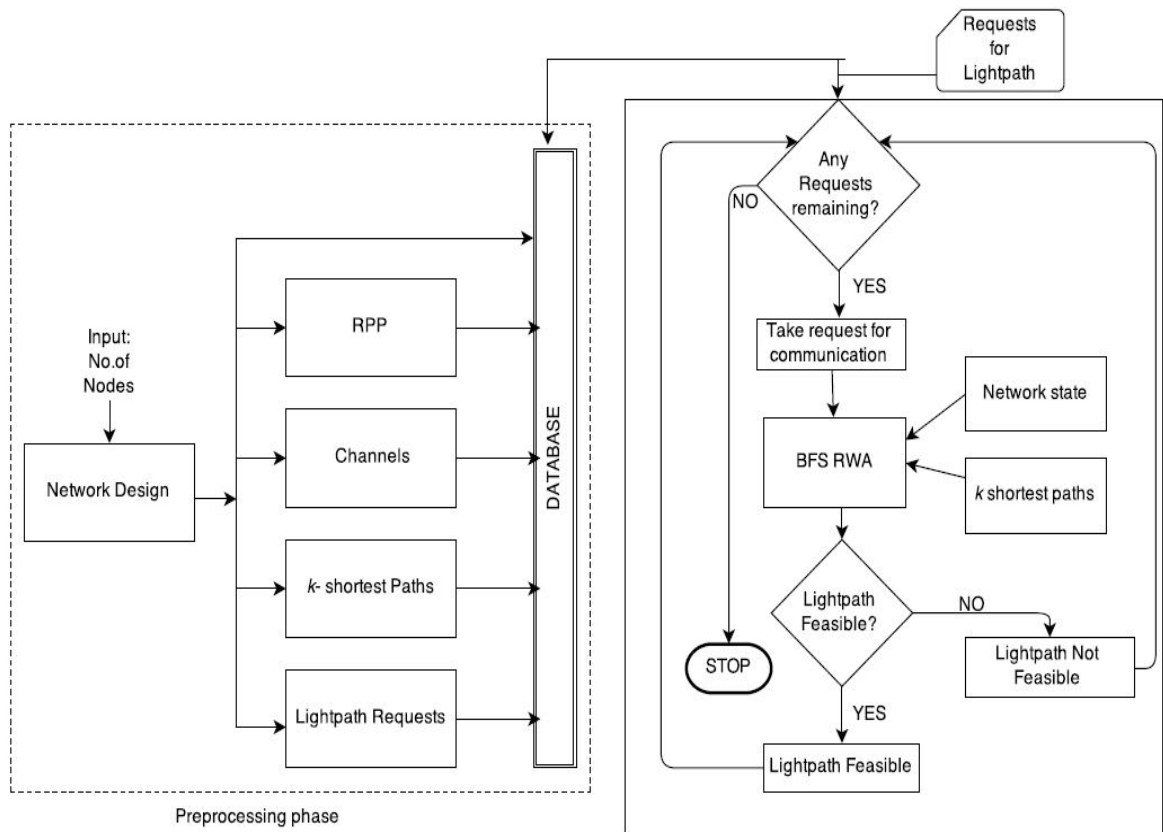 Requests
for
Lightpath
Any
Requests
remaining?
NO
YES
Input:
No.of
Nodes
RPP
Take request for
communication
Network state
Channels
DATABASE
BFS RWA
Network Design
k shortest paths
k- shortest Paths
Lightpath
Feasible?
NO
STOP
Lightpath Not
Feasible
Lightpath Requests
YES
Lightpath Feasible
Preprocessing phase